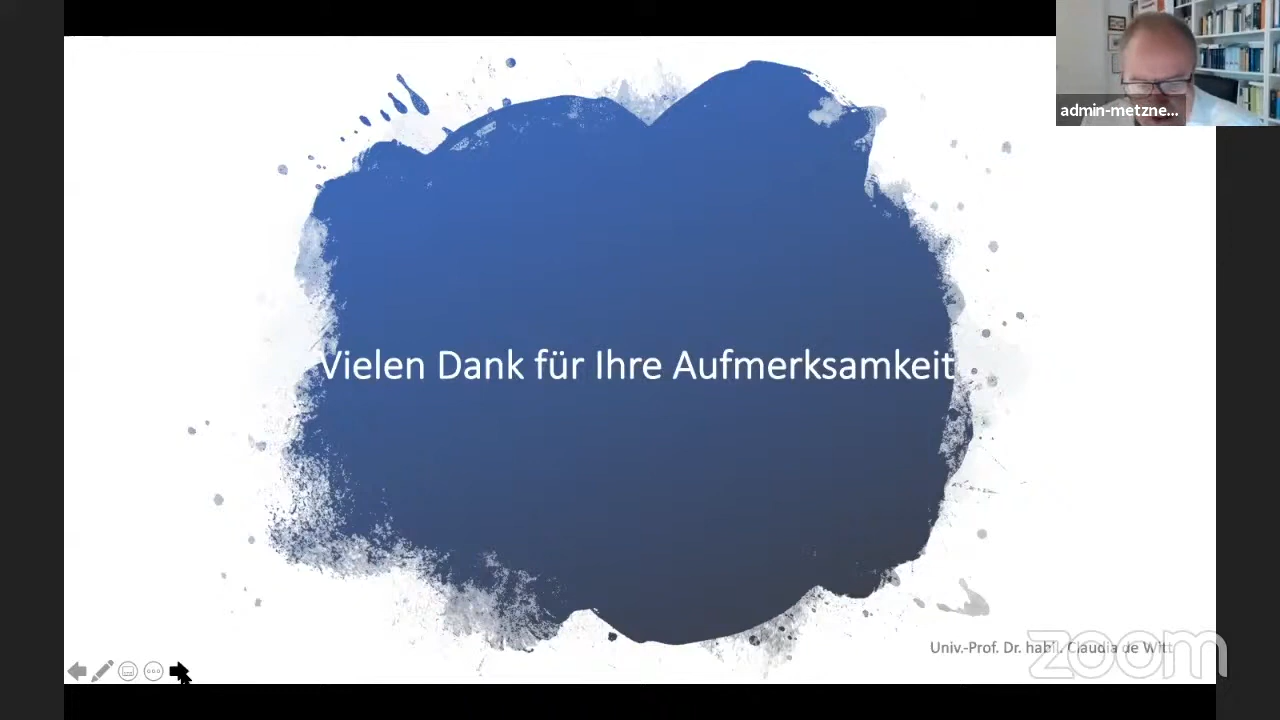 admin-metzne...
Vielen Dank für Ihre Aufmerksamkeit
Univ.-Prof. Dr. habil. Claudia de Witt
zoom